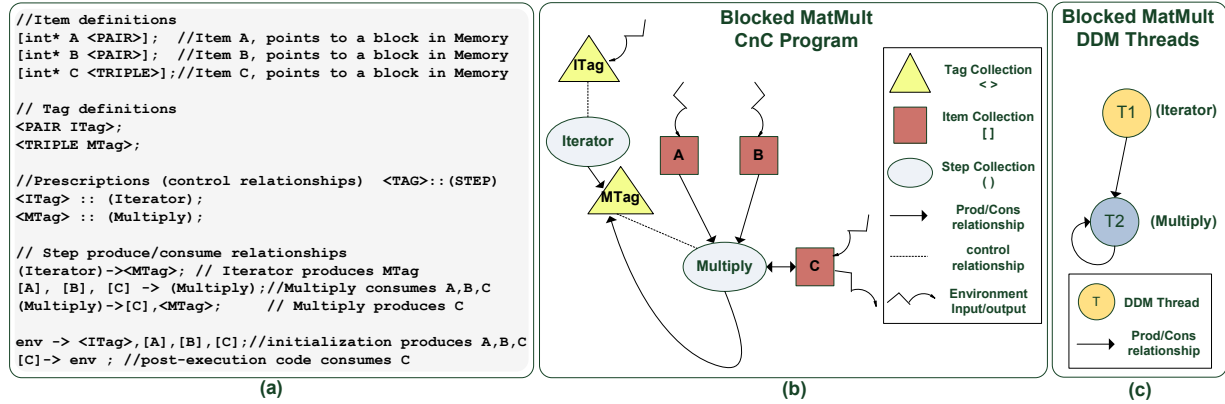 //Item definitions
[int* A <PAIR>];  //Item A, points to a block in Memory
[int* B <PAIR>];  //Item B, points to a block in Memory
[int* C <TRIPLE>];//Item C, points to a block in Memory
// Tag definitions
<PAIR ITag>;
<TRIPLE MTag>;
//Prescriptions (control relationships)  <TAG>::(STEP)
<ITag> :: (Iterator);
<MTag> :: (Multiply);
// Step produce/consume relationships
(Iterator)-><MTag>; // Iterator produces MTag
[A], [B], [C] -> (Multiply);//Multiply consumes A,B,C
(Multiply)->[C],<MTag>;     // Multiply produces C
env -> <ITag>,[A],[B],[C];//initialization produces A,B,C
[C]-> env ; //post-execution code consumes C
(a)
Blocked MatMult
CnC Program
ITag
Iterator
MTag
A
B
Multiply
C
Tag Collection
< >
Item Collection
[ ]
Step Collection
( )
Prod/Cons
relationship
control
relationship
Environment
Input/output
(b)
Blocked MatMult
DDM Threads
T1
(Iterator)
T2
(Multiply)
T
DDM Thread
Prod/Cons
relationship
(c)